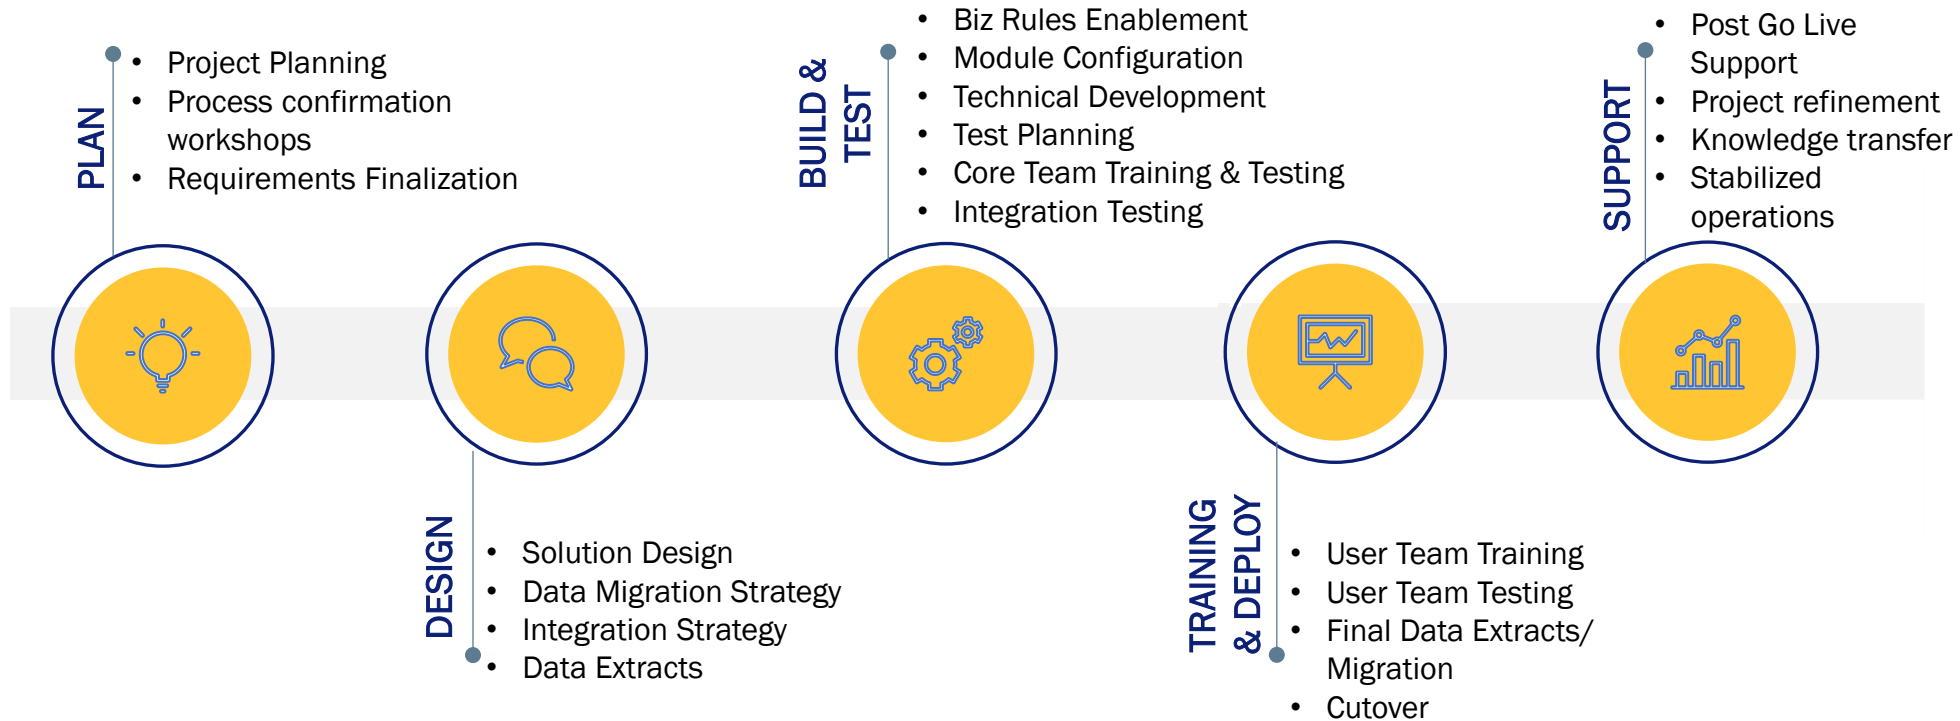 PLAN
• Project Planning
• Process confirmation
workshops
• Requirements Finalization
DESIGN
• Solution Design
• Data Migration Strategy
• Integration Strategy
• Data Extracts
BUILD &
TEST
• Biz Rules Enablement
• Module Configuration
• Technical Development
• Test Planning
• Core Team Training & Testing
• Integration Testing
TRAINING
& DEPLOY
• User Team Training
• User Team Testing
• Final Data Extracts/
Migration
• Cutover
SUPPORT
• Post Go Live
Support
• Project refinement
• Knowledge transfer
• Stabilized
operations